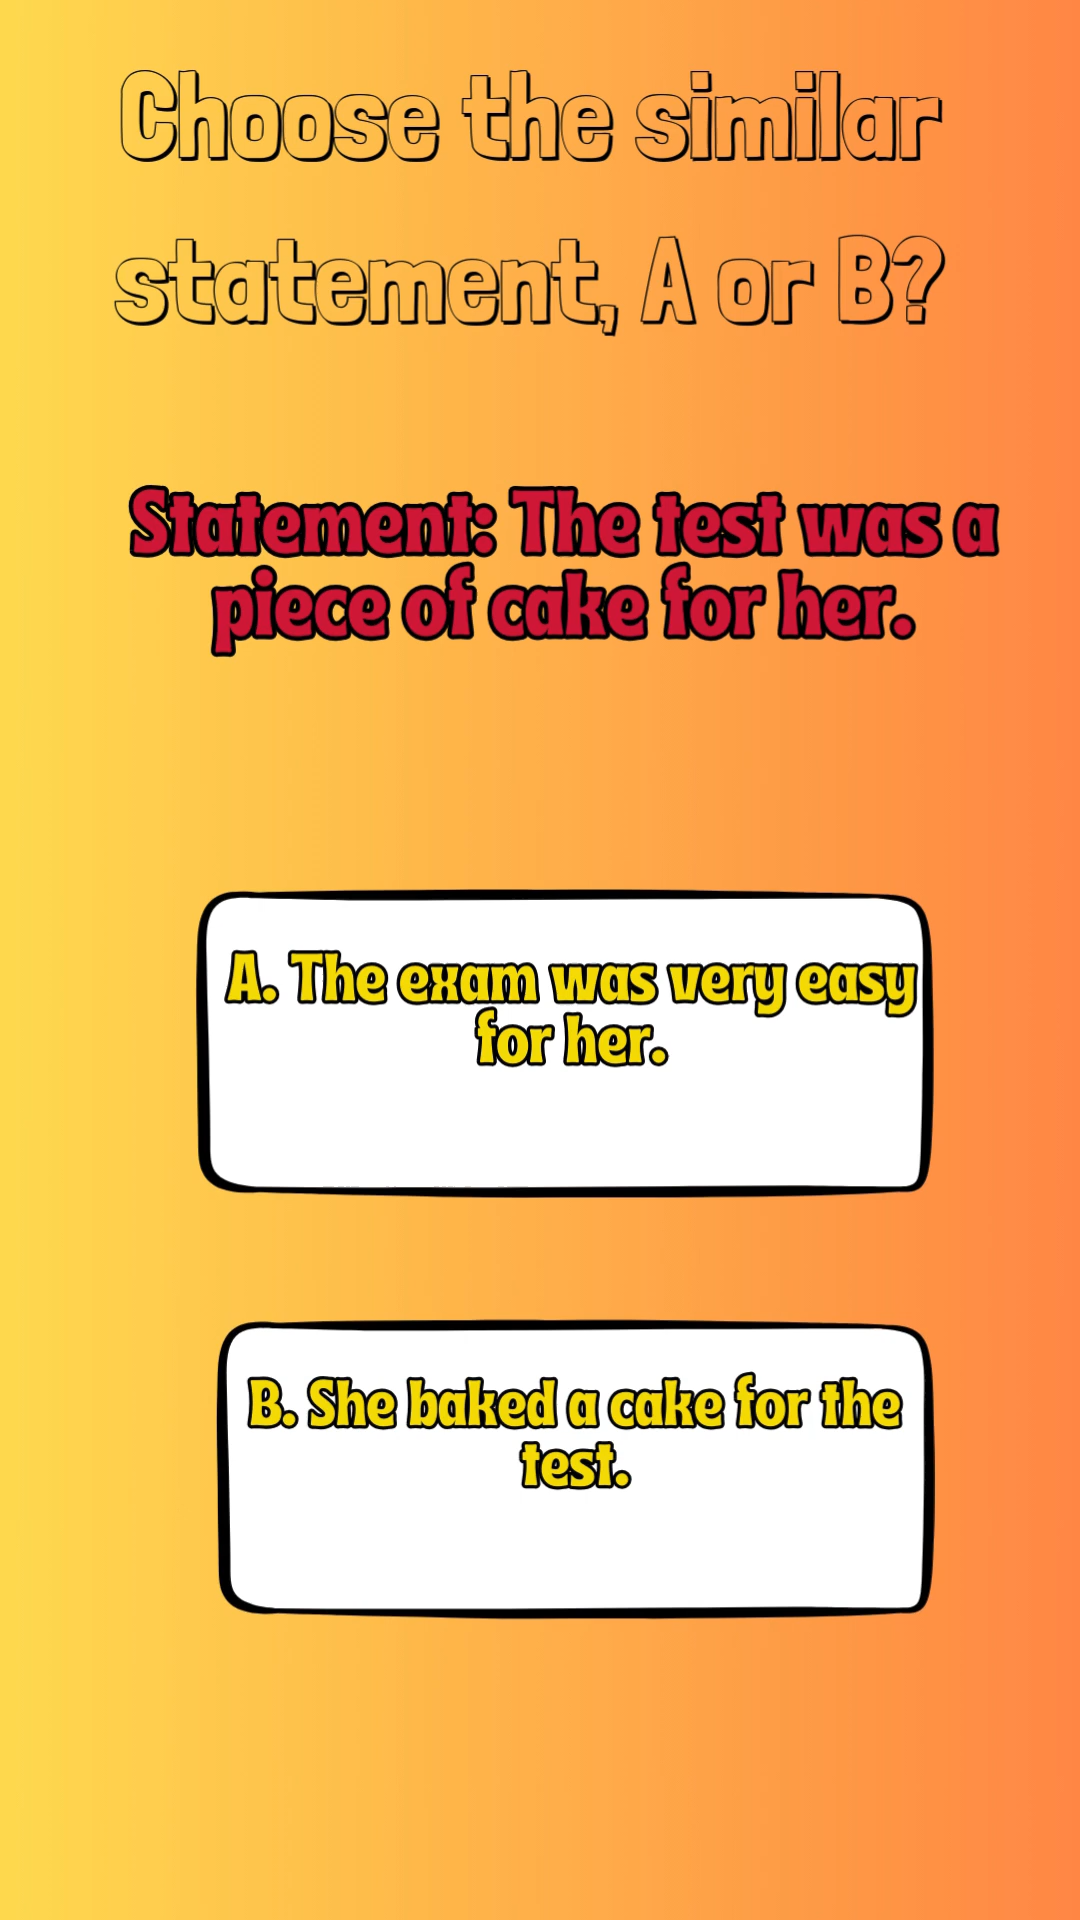 Choose the similar
statement, A or B?
Statement: The test was a
piece of cake for her.
A. The exam was very easy
for her.
B. She baked a cake for the
test.